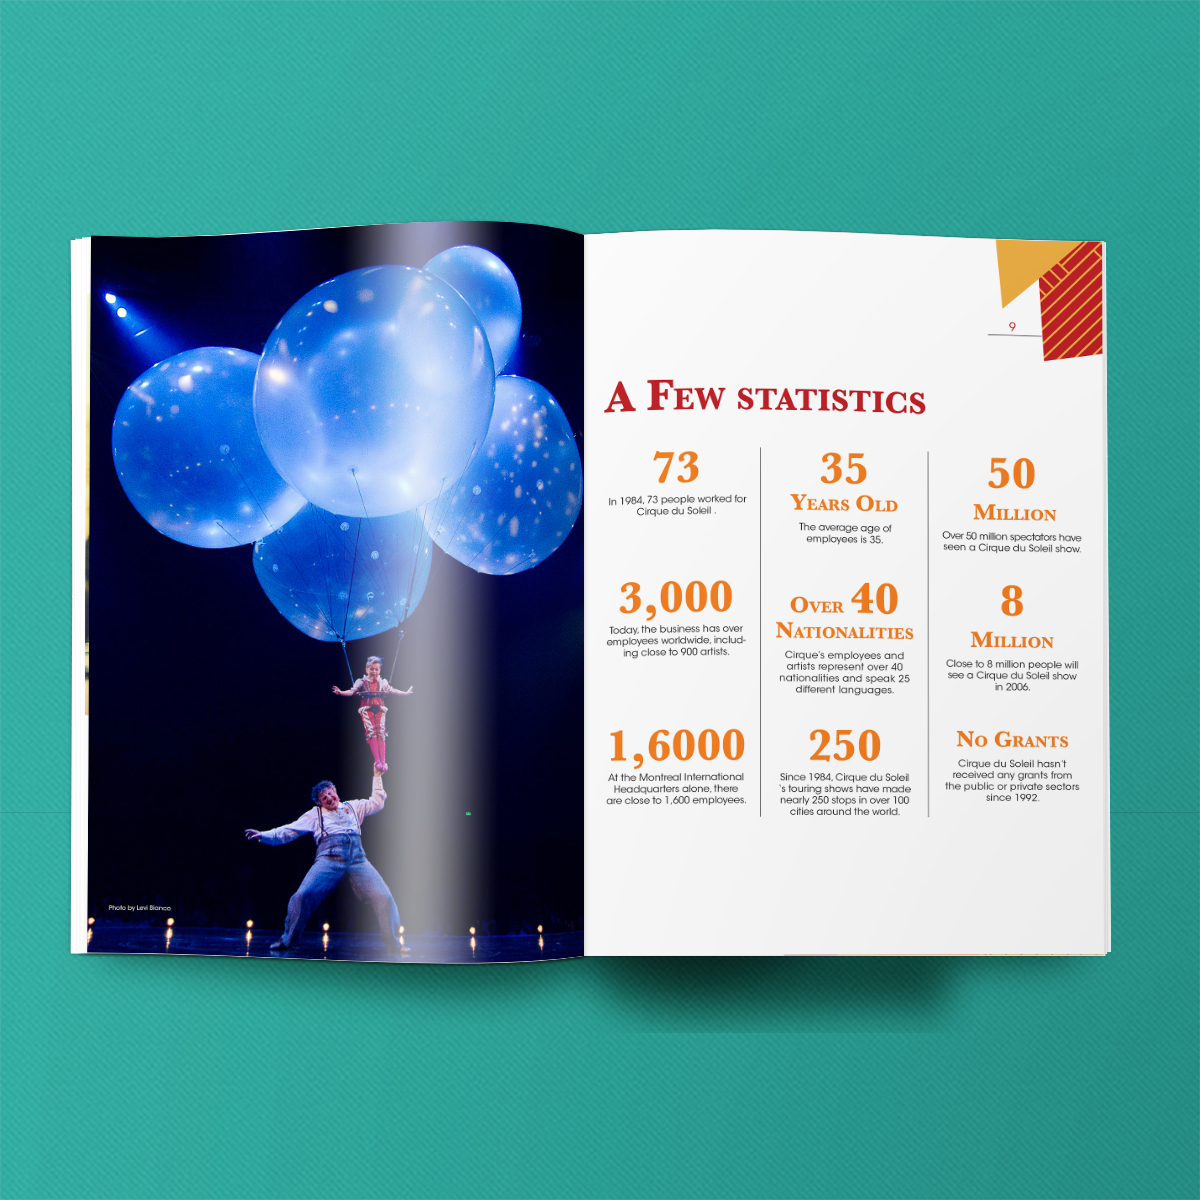 Photo by Levi Bianco
9
A Few statistics
73
In 1984, 73 people worked for
Cirque du Soleil .
3,000
Today, the business has over
employees worldwide, includ-
ing close to 900 artists.
1,6000
At the Montreal International
Headquarters alone, there
are close to 1,600 employees.
35
Years Old
The average age of
employees is 35.
Over 40
Nationalities
Cirque's employees and
artists represent over 40
nationalities and speak 25
different languages.
250
Since 1984, Cirque du Soleil
's touring shows have made
nearly 250 stops in over 100
cities around the world.
50
Million
Over 50 million spectators have
seen a Cirque du Soleil show.
8
Million
Close to 8 million people will
see a Cirque du Soleil show
in 2006.
No Grants
Cirque du Soleil hasn't
received any grants from
the public or private sectors
since 1992.